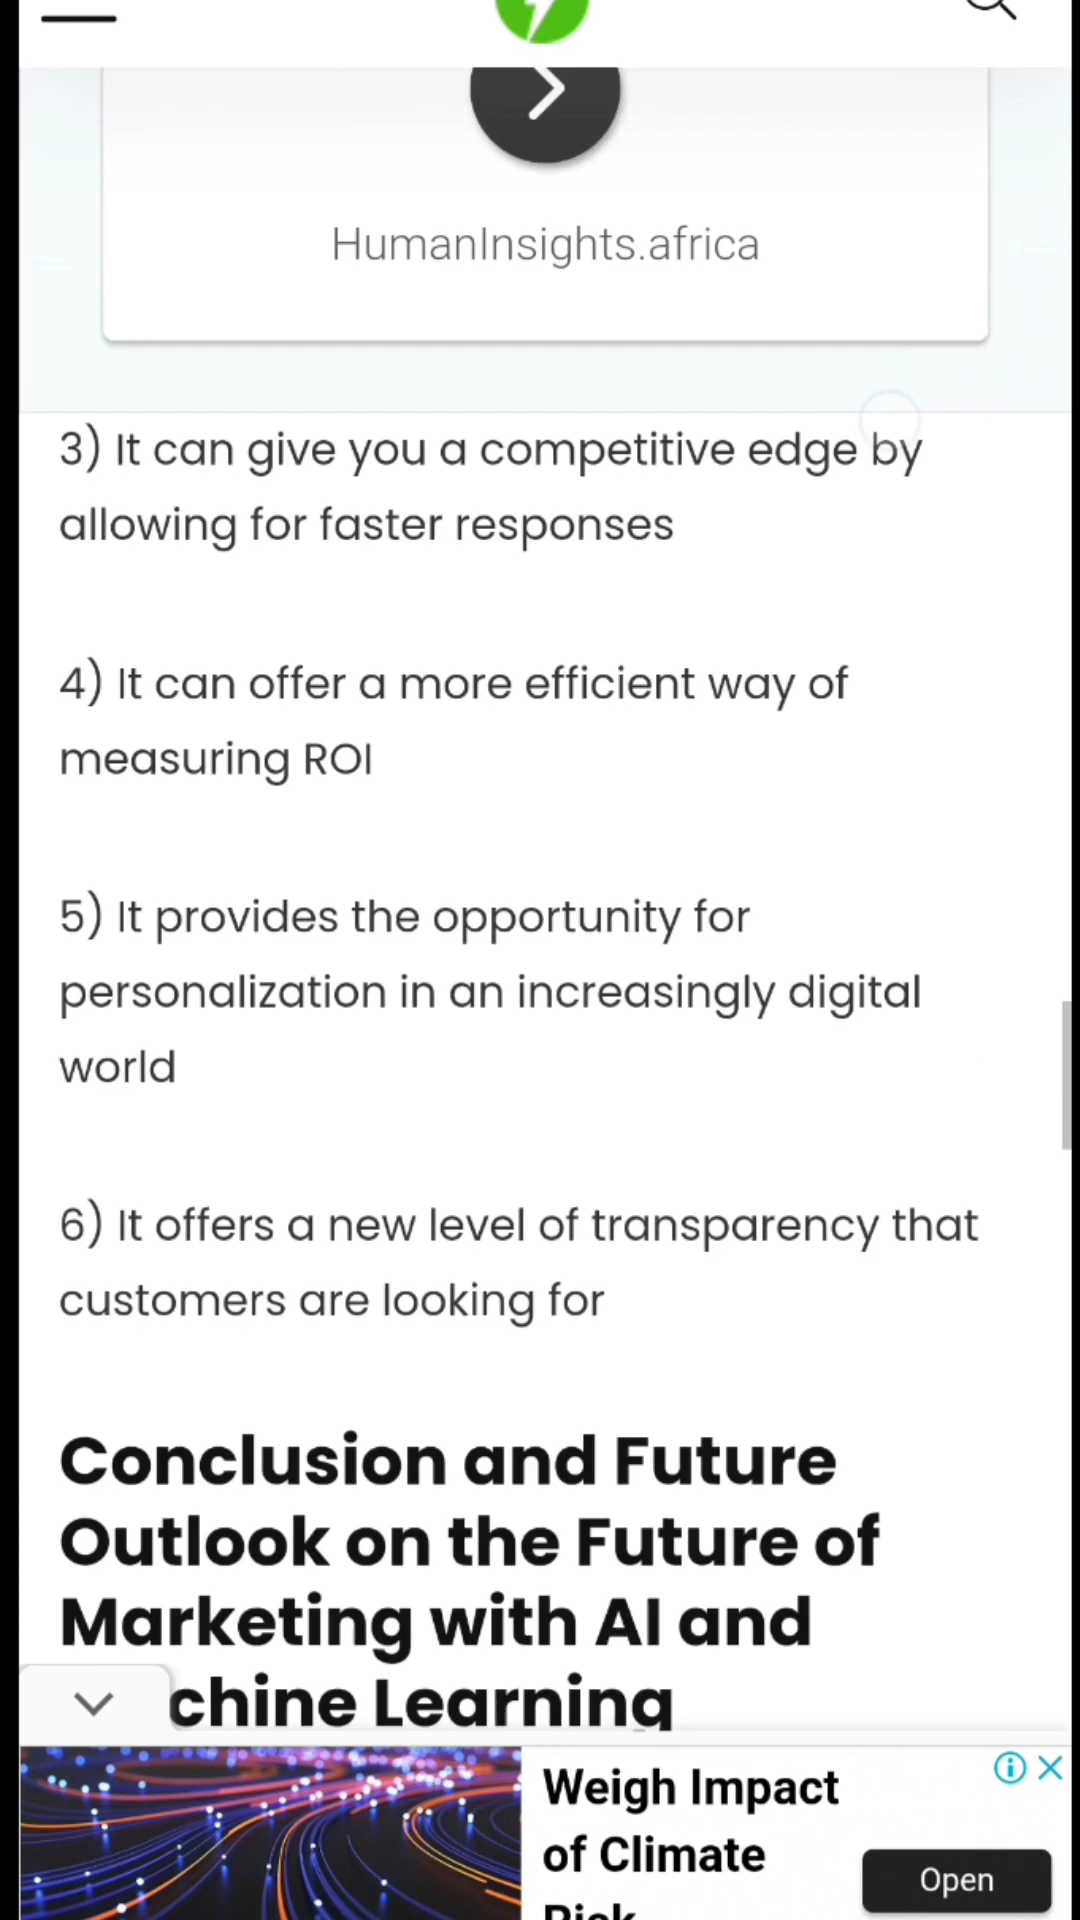 HumanInsights.africa
3) It can give you a competitive edge by
allowing for faster responses
4) It can offer a more efficient way of
measuring ROI
5) It provides the opportunity for
personalization in an increasingly digital
world
6) It offers a new level of transparency that
customers are looking for
Conclusion and Future
Outlook on the Future of
Marketing with AI and
chine Learning
Weigh Impact
of Climate
Risk
Open